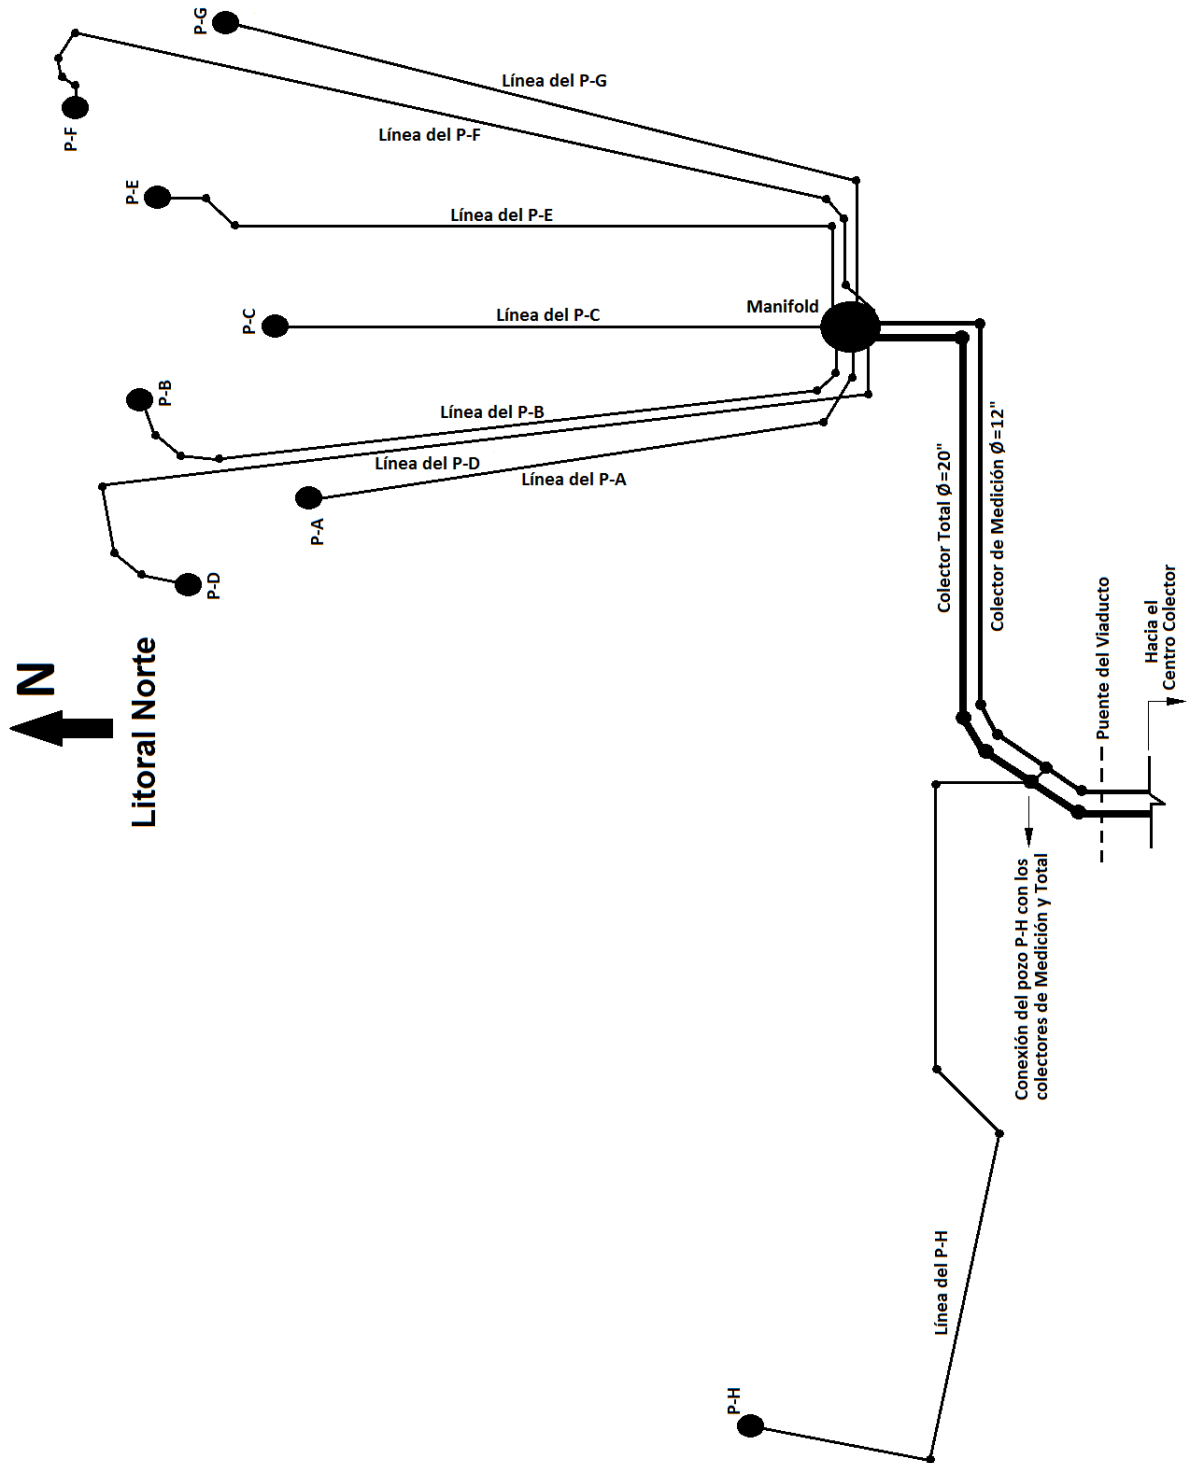 P-G
P-F
P-E
P-C
P-B
P-A
P-D
P-H
Línea del P-G
Línea del P-F
Línea del P-E
Línea del P-C
Línea del P-B
Línea del P-D
Línea del P-A
Manifold
Colector Total Ø=20"
Colector de Medición Ø=12"
N
Litoral Norte
Puente del Viaducto
Hacia el
Centro Colector
Conexión del pozo P-H con los
colectores de Medición y Total
Línea del P-H